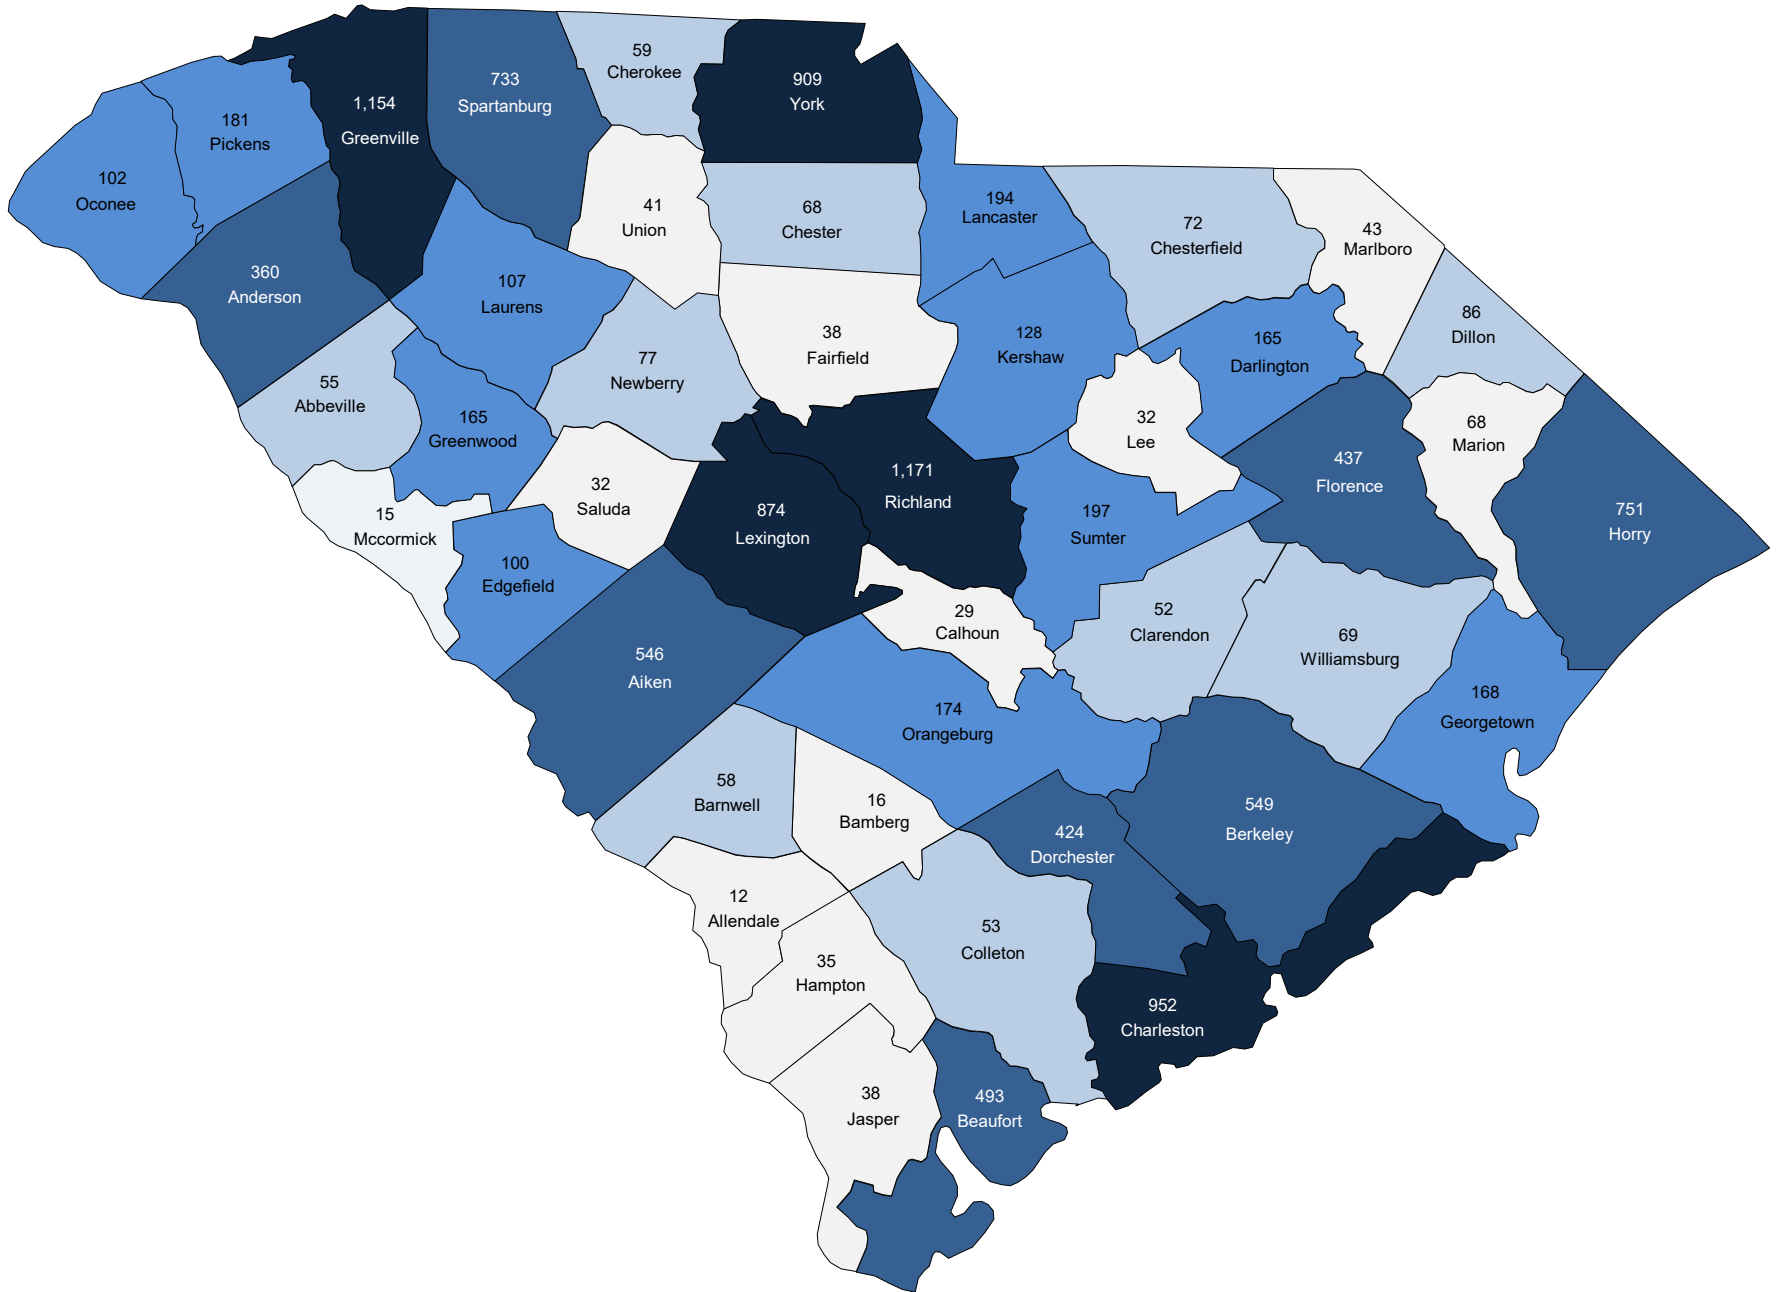 59
Cherokee
733
Spartanburg
909
York
1,154
Greenville
181
Pickens
102
Oconee
41
Union
68
Chester
194
Lancaster
72
Chesterfield
43
Marlboro
360
Anderson
107
Laurens
86
Dillon
38
Fairfield
128
Kershaw
165
Darlington
77
Newberry
55
Abbeville
165
Greenwood
32
Lee
68
Marion
437
Florence
1,171
Richland
32
Saluda
874
Lexington
197
Sumter
751
Horry
15
Mccormick
100
Edgefield
29
Calhoun
52
Clarendon
69
Williamsburg
546
Aiken
168
Georgetown
174
Orangeburg
58
Barnwell
16
Bamberg
549
Berkeley
424
Dorchester
12
Allendale
53
Colleton
35
Hampton
952
Charleston
38
Jasper
493
Beaufort